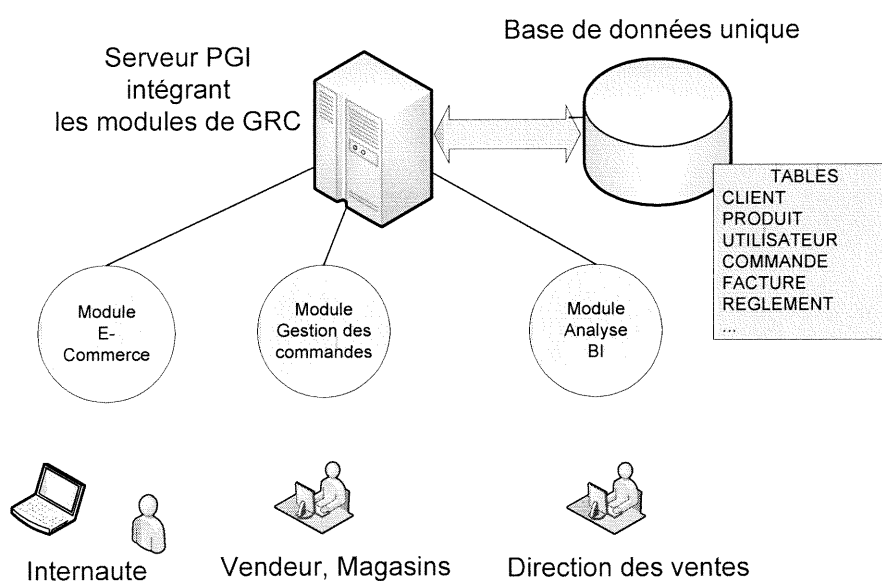 Base de données unique
Serveur PGI
intégrant
les modules de GRC
TABLES
CLIENT
PRODUIT
UTILISATEUR
COMMANDE
FACTURE
REGLEMENT
...
Module
E-
Commerce
Module
Gestion des
commandes
Module
Analyse
BI
Internaute
Vendeur, Magasins
Direction des ventes